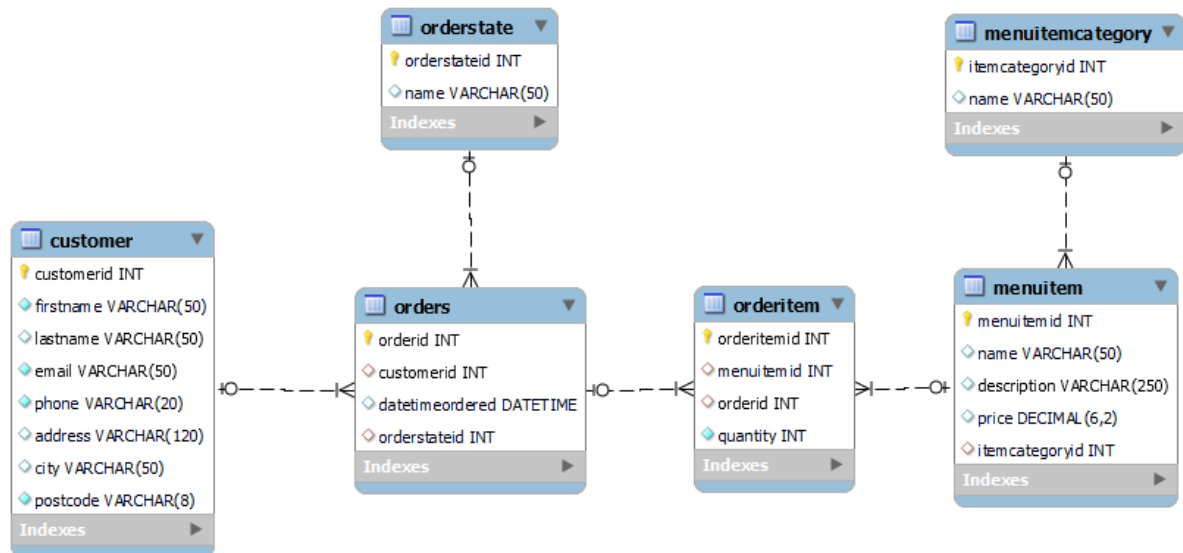 orderstate
orderstateid INT
name VARCHAR(50)
Indexes
menuitemcategory
itemcategoryid INT
name VARCHAR(50)
Indexes
customer
customerid INT
firstname VARCHAR(50)
lastname VARCHAR(50)
email VARCHAR(50)
phone VARCHAR(20)
address VARCHAR(120)
city VARCHAR(50)
postcode VARCHAR(8)
Indexes
orders
orderid INT
customerid INT
datetimeordered DATETIME
orderstateid INT
Indexes
orderitem
orderitemid INT
menuitemid INT
orderid INT
quantity INT
Indexes
menuitem
menuitemid INT
name VARCHAR(50)
description VARCHAR(250)
price DECIMAL(6,2)
itemcategoryid INT
Indexes